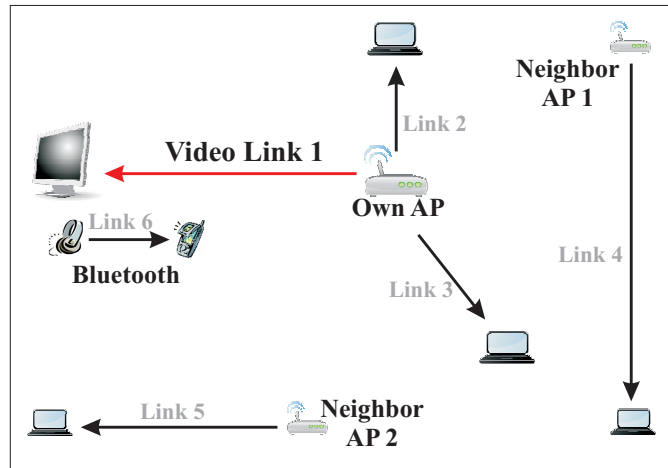 Neighbor
AP 1
Link 2
Video Link 1
Own AP
Link 6
Bluetooth
Link 4
Link 3
Link 5
Neighbor
AP 2